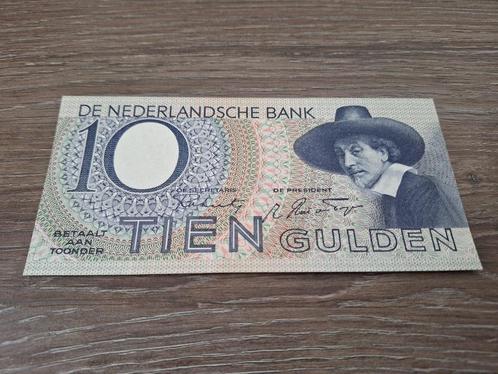 DE NEDERLANDSCHE BANK
10
DE SECRETARIS DE PRESIDENT
BETAALT
AAN
TOONDER
TIEN GULDEN